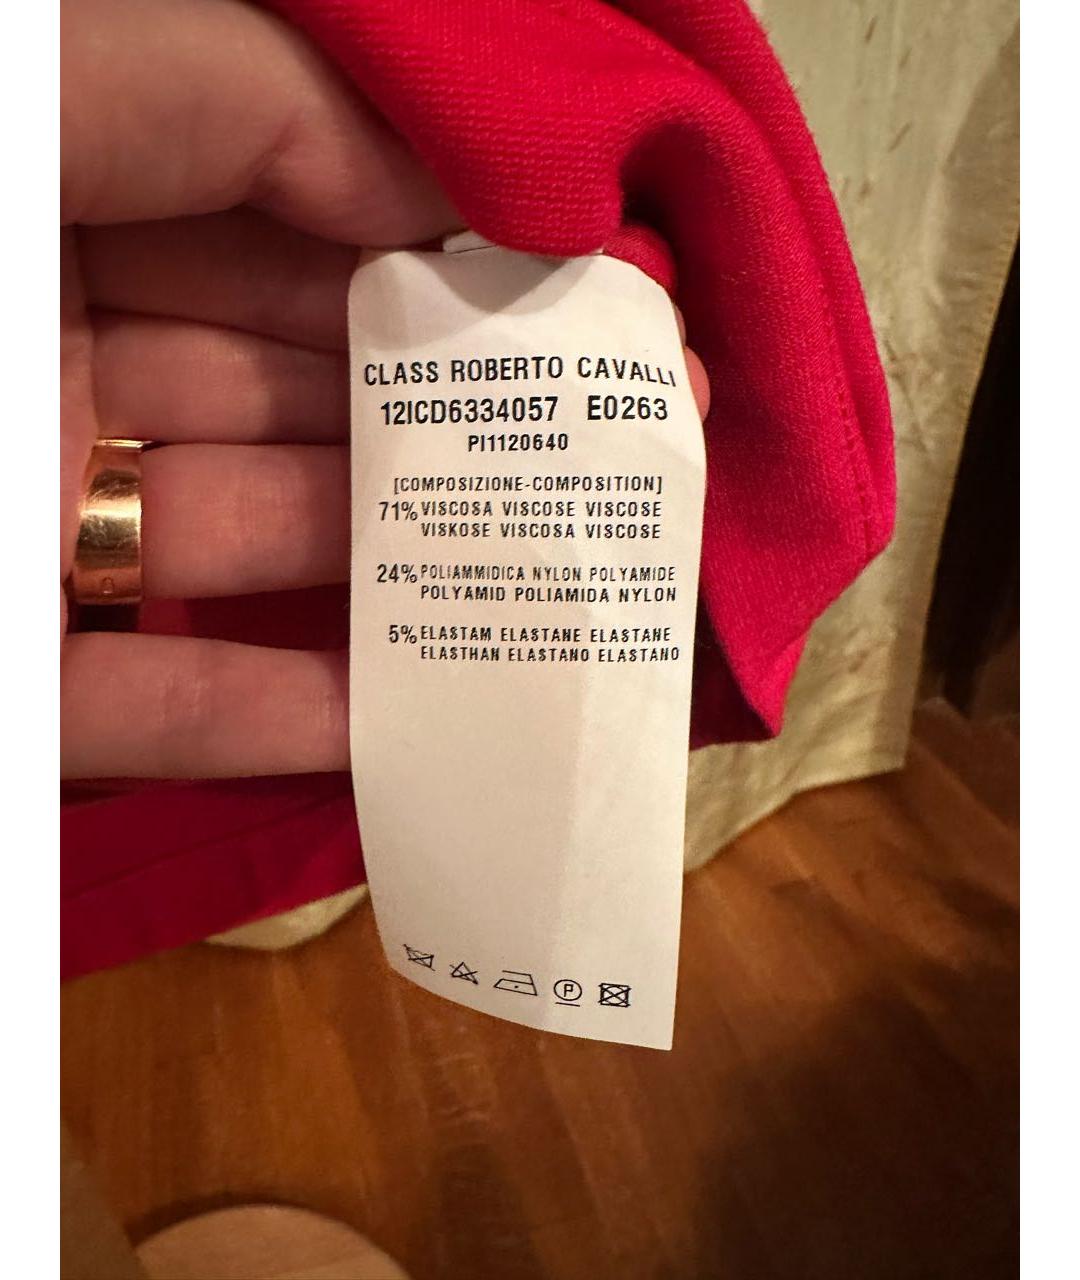 CLASS ROBERTO CAVALLI
12ICD6334057 E0263
PI1120640
[COMPOSIZIONE-COMPOSITION]
71% VISCOSA VISCOSE VISCOSE
VISKOSE VISCOSA VISCOSE
24% POLIAMMIDICA NYLON POLYAMIDE
POLYAMID POLIAMIDA NYLON
5% ELASTAM ELASTANE ELASTANE
ELASTHAN ELASTANO ELASTANO
P